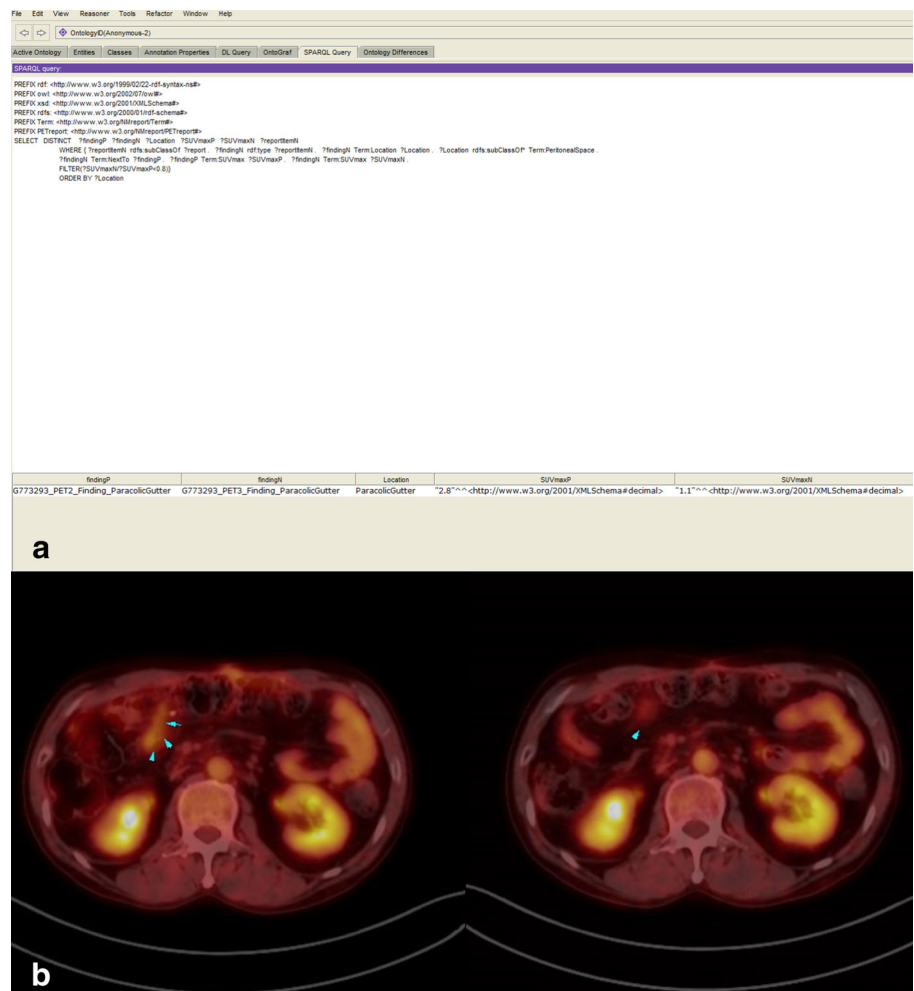 File Edit View Reasoner Tools Refactor Window Help
OntologyID(Anonymous-2)
Active Ontology Entities Classes Annotation Properties DL Query OntoGraf SPARQL Query Ontology Differences
SPARQL query:
PREFIX rdf: <http://www.w3.org/1999/02/22-rdf-syntax-ns#>
PREFIX owl: <http://www.w3.org/2002/07/owl#>
PREFIX xsd: <http://www.w3.org/2001/XMLSchema#>
PREFIX rdfs: <http://www.w3.org/2000/01/rdf-schema#>
PREFIX Term: <http://www.w3.org/NMreport/Term#>
PREFIX PETreport: <http://www.w3.org/NMreport/PETreport#>
SELECT DISTINCT ?findingP ?findingN ?Location ?SUVmaxP ?SUVmaxN ?reportItemN
WHERE { ?reportItemN rdfs:subClassOf ?report . ?findingN rdf:type ?reportItemN . ?findingN Term:Location ?Location . ?Location rdfs:subClassOf* Term:PeritonealSpace .
?findingN Term:NextTo ?findingP . ?findingP Term:SUVmax ?SUVmaxP . ?findingN Term:SUVmax ?SUVmaxN .
FILTER(?SUVmaxN/?SUVmaxP<0.8)}
ORDER BY ?Location
findingP findingN Location SUVmaxP SUVmaxN
G773293_PET2_Finding_ParacolicGutter G773293_PET3_Finding_ParacolicGutter ParacolicGutter "2.8"^^<http://www.w3.org/2001/XMLSchema#decimal> "1.1"^^<http://www.w3.org/2001/XMLSchema#decimal>
a
b